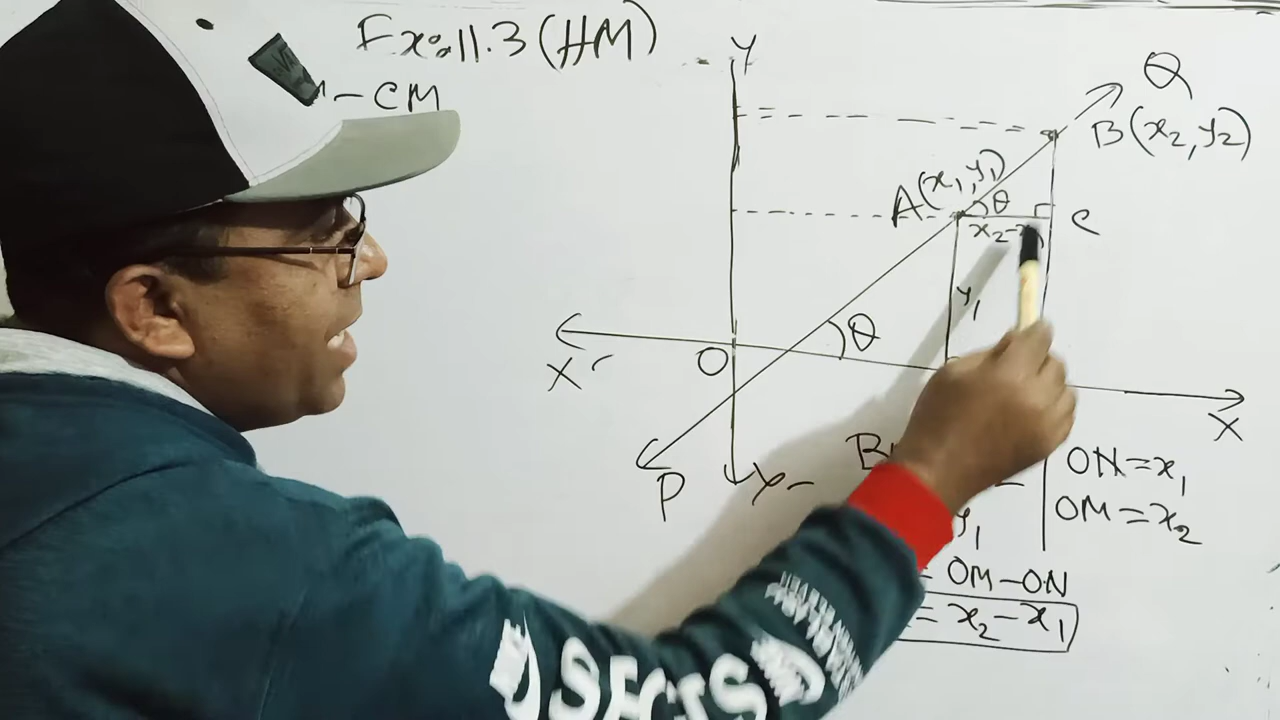 Ex:11.3 (HM)
- CM
Y
Q
B(x₂, y₂)
A(x₁, y₁)
θ
C
x₂-x₁
y₁
θ
O
X'
X
P
Y'
ON = x₁
OM = x₂
y₁
= OM - ON
= x₂ - x₁